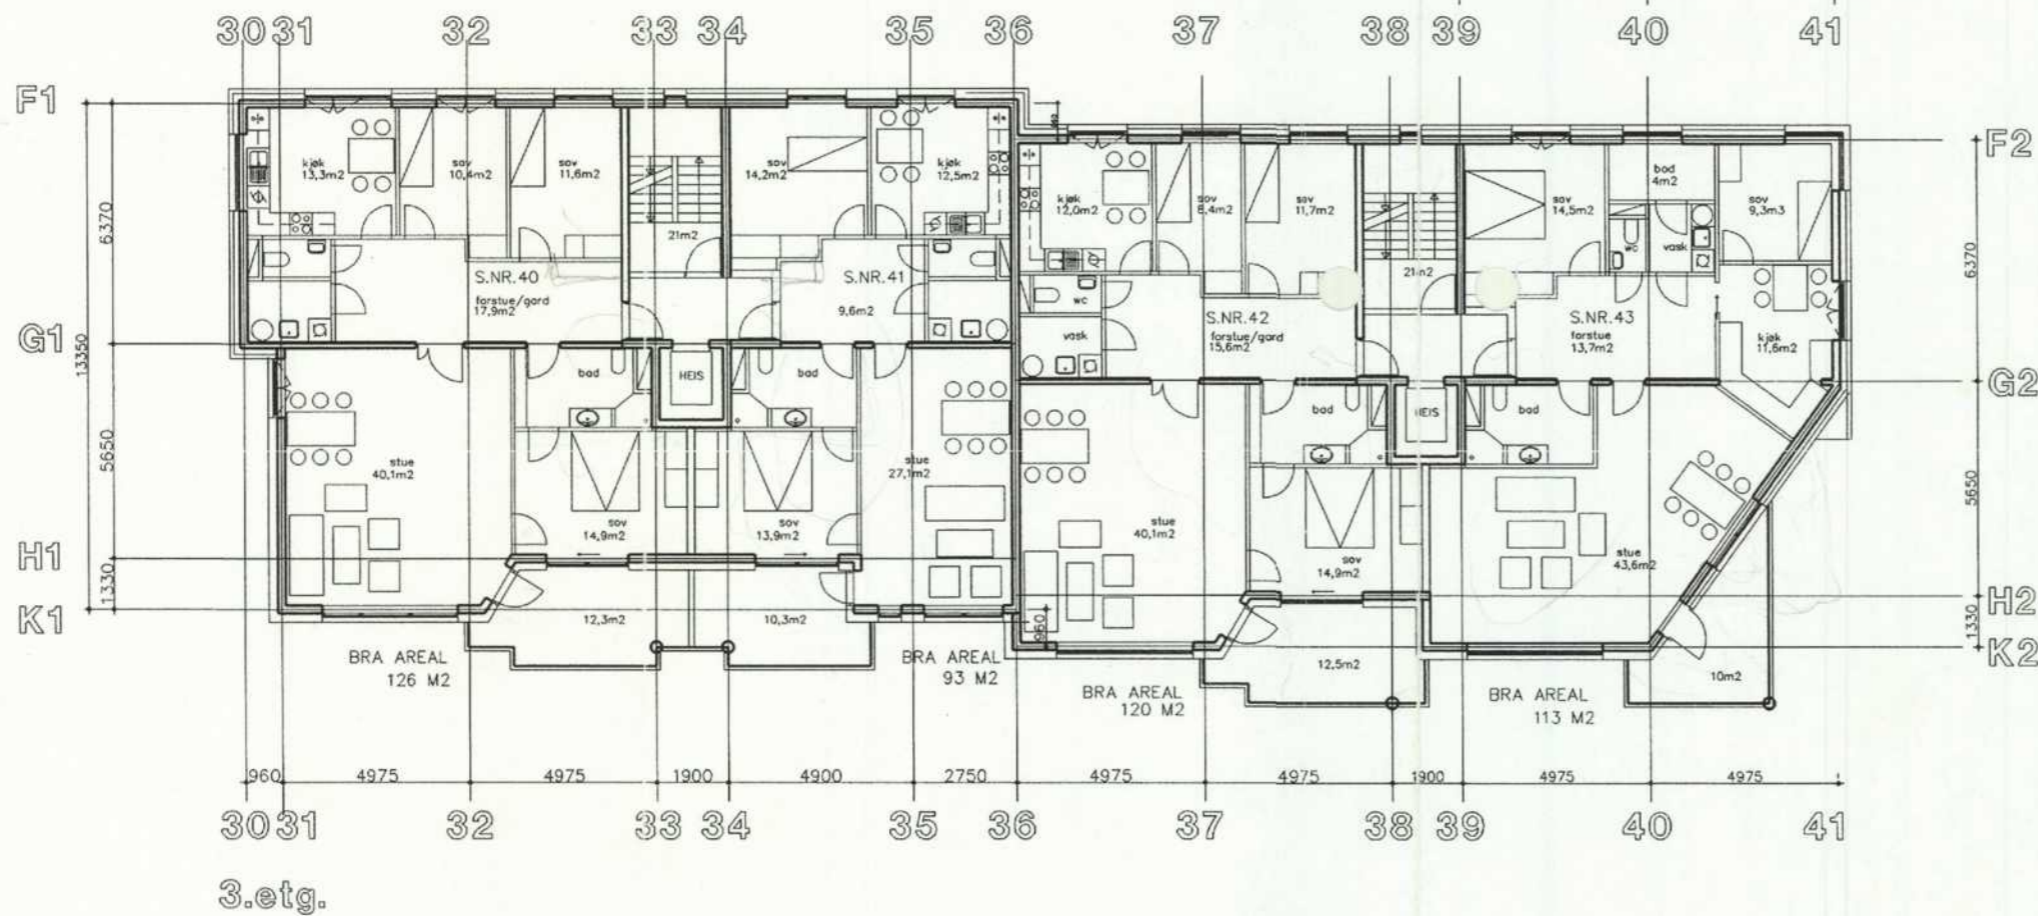 30 31 32 33 34 35 36 37 38 39 40 41
F1
F2
kjøk
13,3m2
sov
10,4m2
sov
11,6m2
sov
14,2m2
kjøk
12,5m2
kjøk
12,0m2
sov
8,4m2
sov
11,7m2
sov
14,5m2
bod
4m2
sov
9,3m3
6370
6370
21m2
21m2
wc
vask
S.NR.40
forstue/gard
17,9m2
S.NR.41
9,6m2
wc
vask
S.NR.42
forstue/gard
15,6m2
S.NR.43
forstue
13,7m2
kjøk
11,6m2
G1
G2
13350
bad
HEIS
bad
bad
HEIS
bad
5650
5650
stue
40,1m2
sov
14,9m2
sov
13,9m2
stue
27,1m2
stue
40,1m2
sov
14,9m2
stue
43,6m2
H1
H2
1330
1330
K1
K2
12,3m2
10,3m2
960
12,5m2
10m2
BRA AREAL
126 M2
BRA AREAL
93 M2
BRA AREAL
120 M2
BRA AREAL
113 M2
960 4975 4975 1900 4900 2750 4975 4975 1900 4975 4975
30 31 32 33 34 35 36 37 38 39 40 41
3.etg.